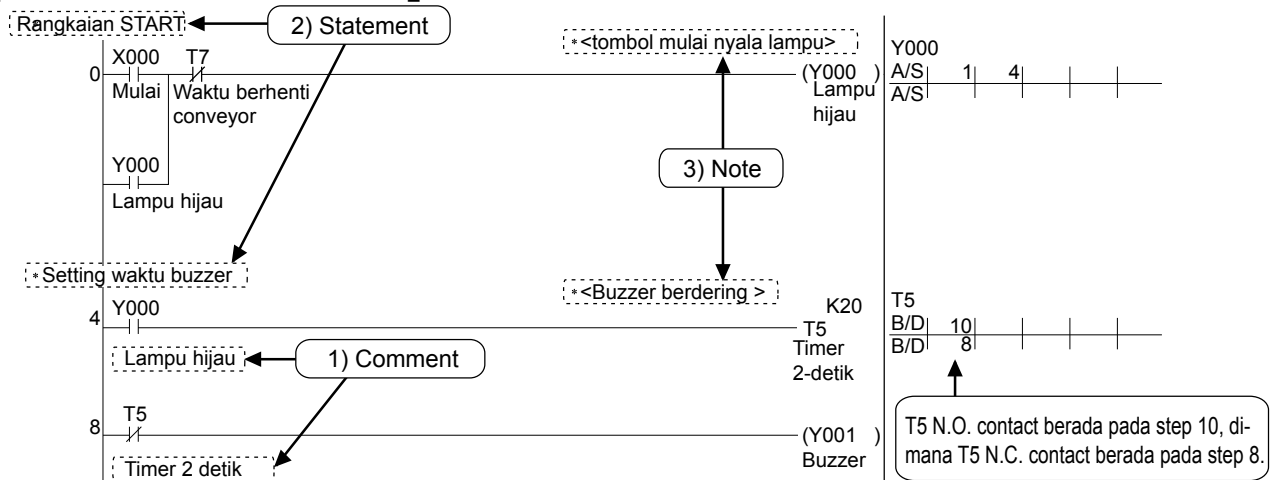 *Rangkaian START
2) Statement
*<tombol mulai nyala lampu>
Y000
X000 T7
0
(Y000 )
A/S 1 4
Mulai Waktu berhenti
conveyor
Lampu
hijau
A/S
3) Note
Y000
Lampu hijau
*Setting waktu buzzer
*<Buzzer berdering >
K20
T5
4 Y000
T5
B/D 10
Timer
2-detik
B/D 8
Lampu hijau
1) Comment
8 T5
(Y001 )
Buzzer
Timer 2 detik
T5 N.O. contact berada pada step 10, di-
mana T5 N.C. contact berada pada step 8.